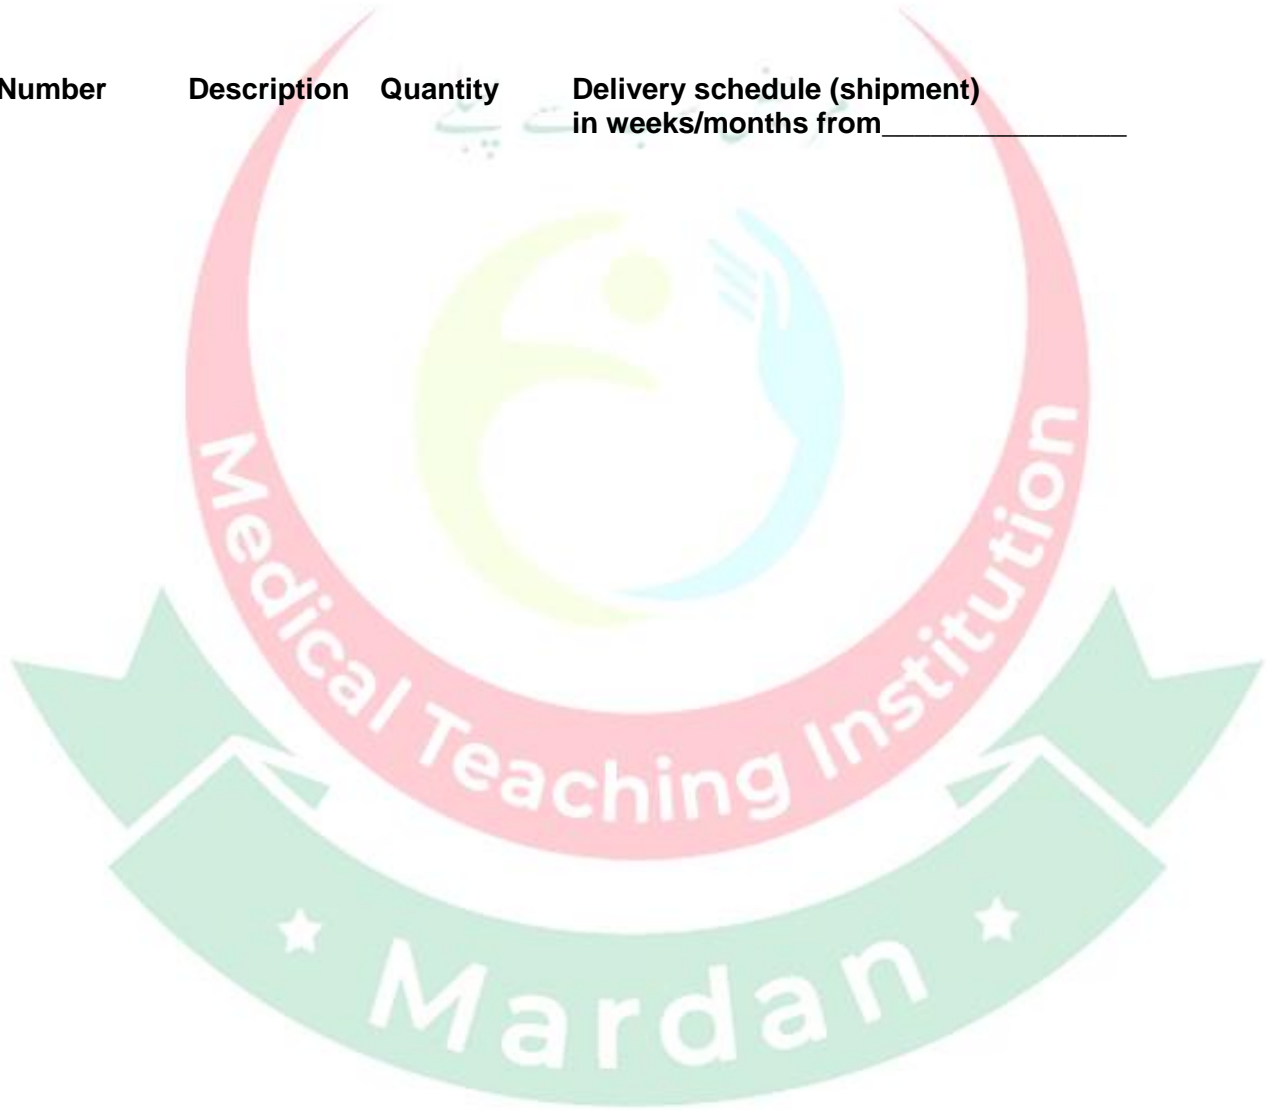 Number Description Quantity Delivery schedule (shipment)
in weeks/months from_______________
Medical Teaching Institution
Mardan